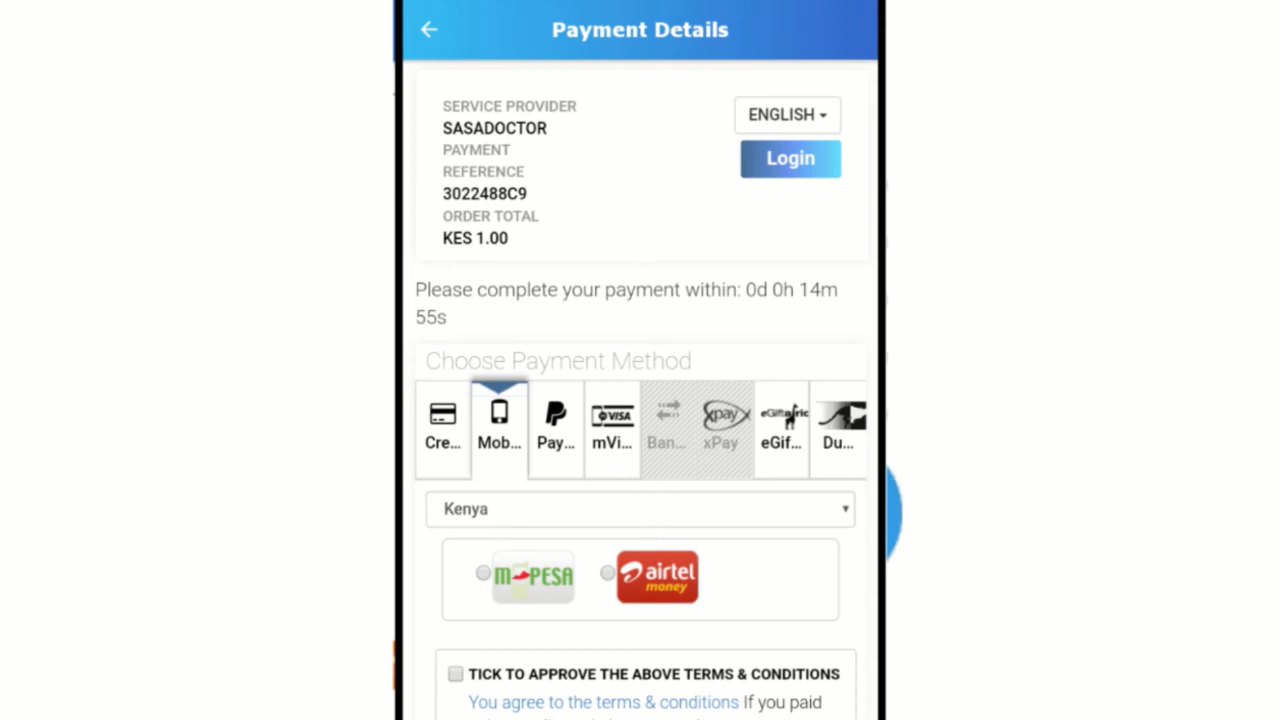 Payment Details
SERVICE PROVIDER
SASADOCTOR
PAYMENT
REFERENCE
3022488C9
ORDER TOTAL
KES 1.00
ENGLISH
Login
Please complete your payment within: 0d 0h 14m
55s
Choose Payment Method
VISA xpay eGiftafric
Cre... Mob... Pay... mVi... Ban... xPay eGif... Du...
Kenya
M-PESA airtel
money
TICK TO APPROVE THE ABOVE TERMS & CONDITIONS
You agree to the terms & conditions If you paid